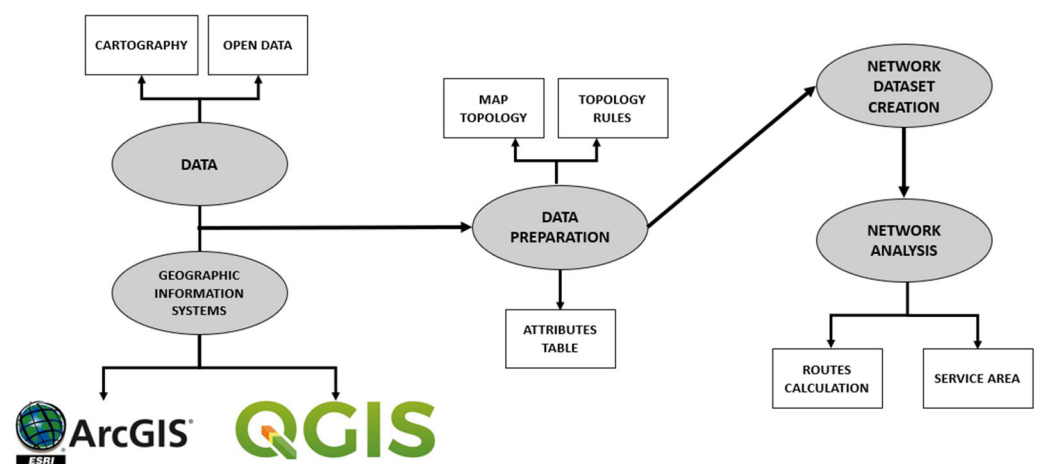 CARTOGRAPHY
OPEN DATA
DATA
GEOGRAPHIC
INFORMATION
SYSTEMS
ArcGIS®
ESRI
QGIS
MAP
TOPOLOGY
TOPOLOGY
RULES
DATA
PREPARATION
ATTRIBUTES
TABLE
NETWORK
DATASET
CREATION
NETWORK
ANALYSIS
ROUTES
CALCULATION
SERVICE AREA